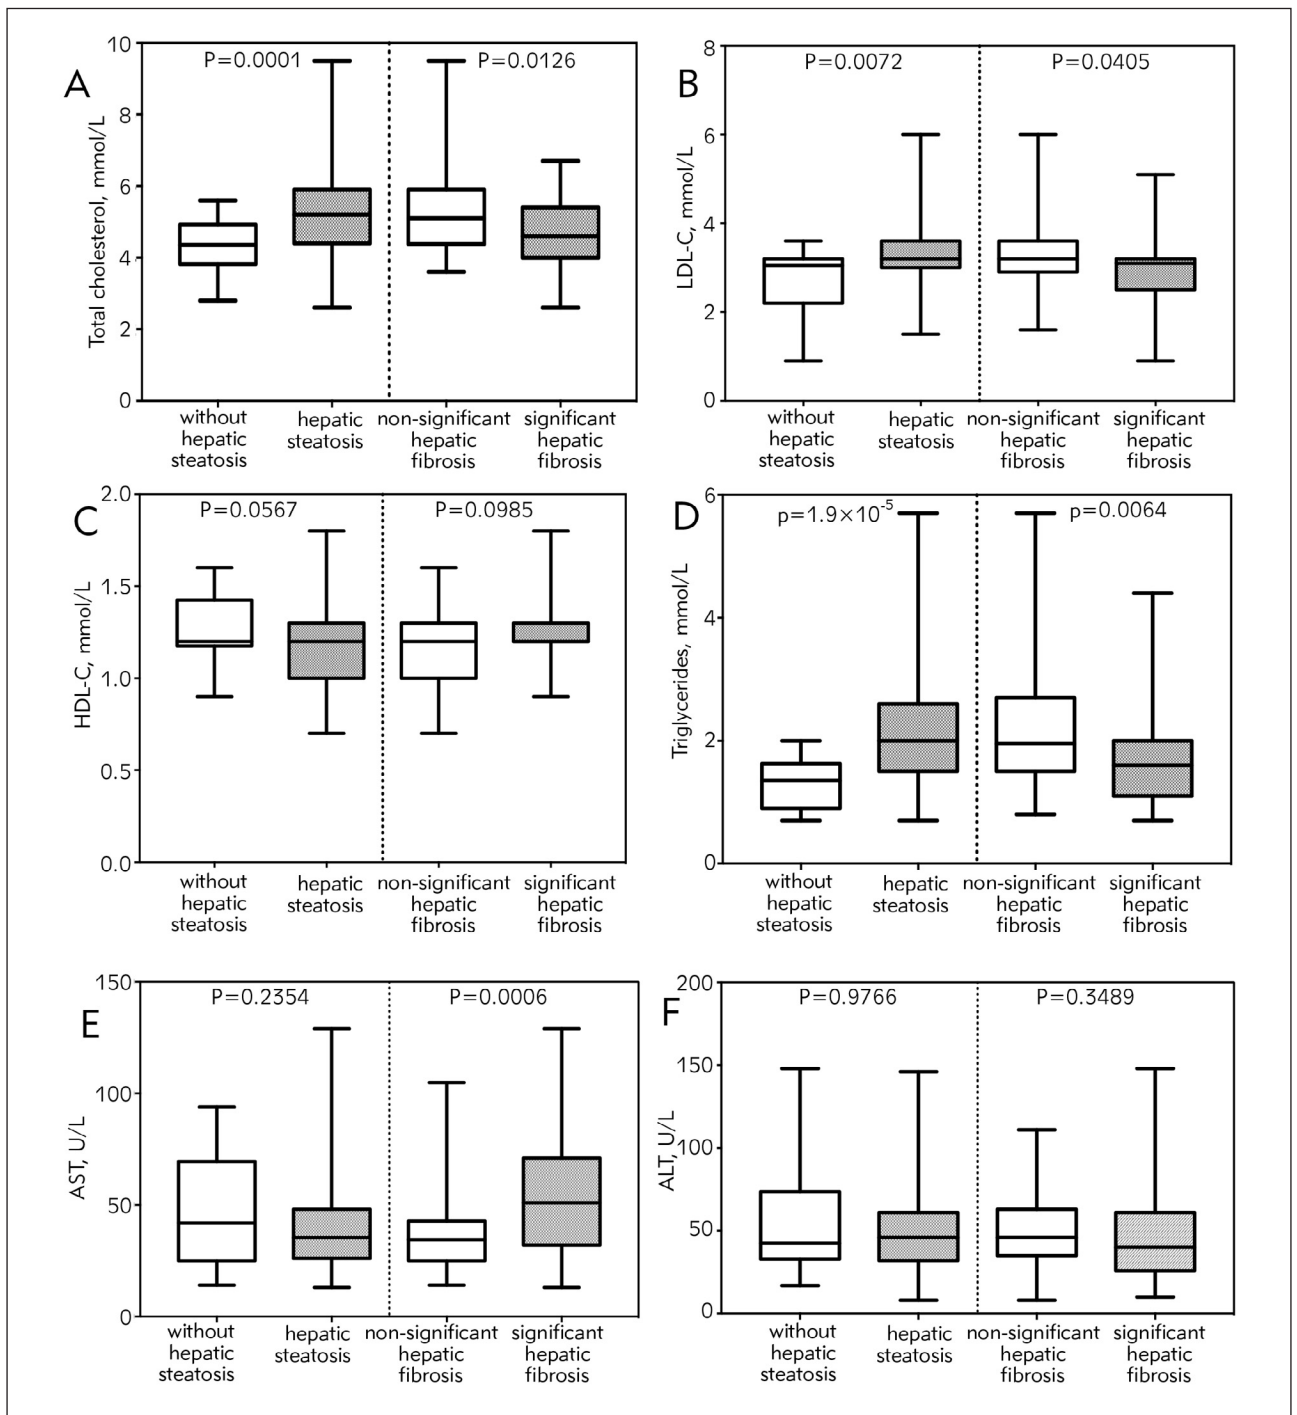 A
Total cholesterol, mmol/L
10
8
6
4
2
0
P=0.0001
P=0.0126
without
hepatic
steatosis
hepatic
steatosis
non-significant
hepatic
fibrosis
significant
hepatic
fibrosis
B
LDL-C, mmol/L
8
6
4
2
0
P=0.0072
P=0.0405
without
hepatic
steatosis
hepatic
steatosis
non-significant
hepatic
fibrosis
significant
hepatic
fibrosis
C
HDL-C, mmol/L
2.0
1.5
1.0
0.5
0.0
P=0.0567
P=0.0985
without
hepatic
steatosis
hepatic
steatosis
non-significant
hepatic
fibrosis
significant
hepatic
fibrosis
D
Triglycerides, mmol/L
6
4
2
0
p=1.9×10⁻⁵
p=0.0064
without
hepatic
steatosis
hepatic
steatosis
non-significant
hepatic
fibrosis
significant
hepatic
fibrosis
E
AST, U/L
150
100
50
0
P=0.2354
P=0.0006
without
hepatic
steatosis
hepatic
steatosis
non-significant
hepatic
fibrosis
significant
hepatic
fibrosis
F
ALT, U/L
200
150
100
50
0
P=0.9766
P=0.3489
without
hepatic
steatosis
hepatic
steatosis
non-significant
hepatic
fibrosis
significant
hepatic
fibrosis